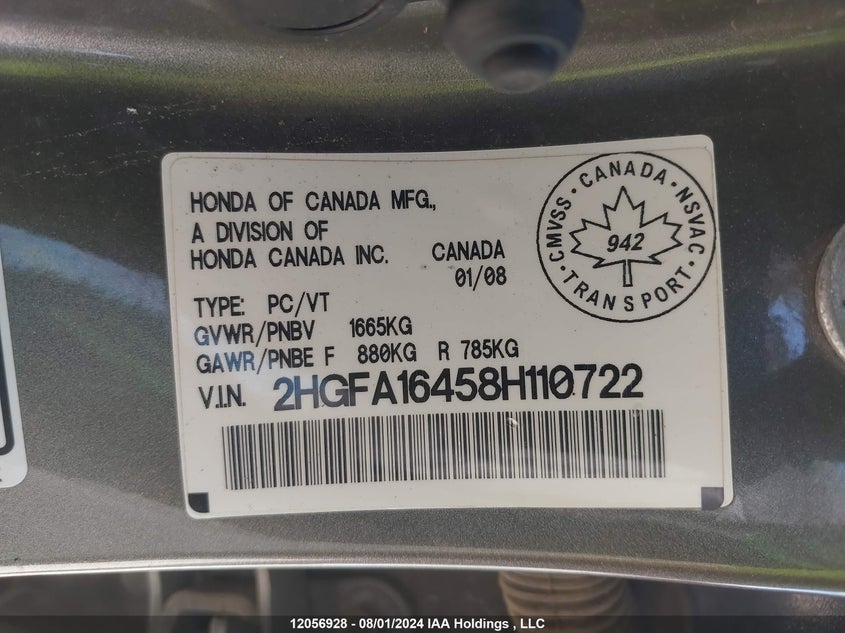 HONDA OF CANADA MFG.,
A DIVISION OF
HONDA CANADA INC. CANADA
01/08
CMVSS · CANADA · NSVAC · TRANSPORT ·
942
TYPE: PC/VT
GVWR/PNBV 1665KG
GAWR/PNBE F 880KG R 785KG
V.I.N. 2HGFA16458H110722
12056928 - 08/01/2024 IAA Holdings , LLC